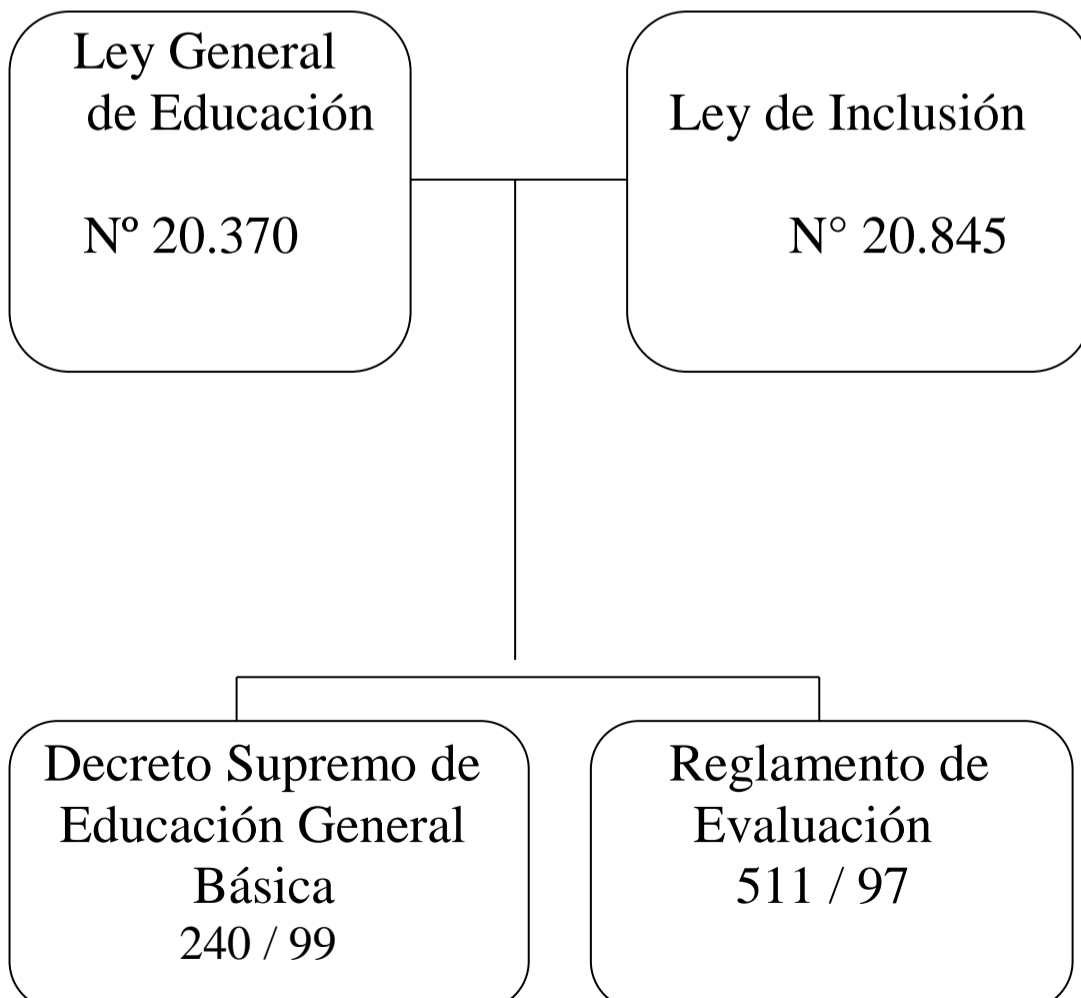 Ley General
de Educación
Nº 20.370
Ley de Inclusión
N° 20.845
Decreto Supremo de
Educación General
Básica
240 / 99
Reglamento de
Evaluación
511 / 97